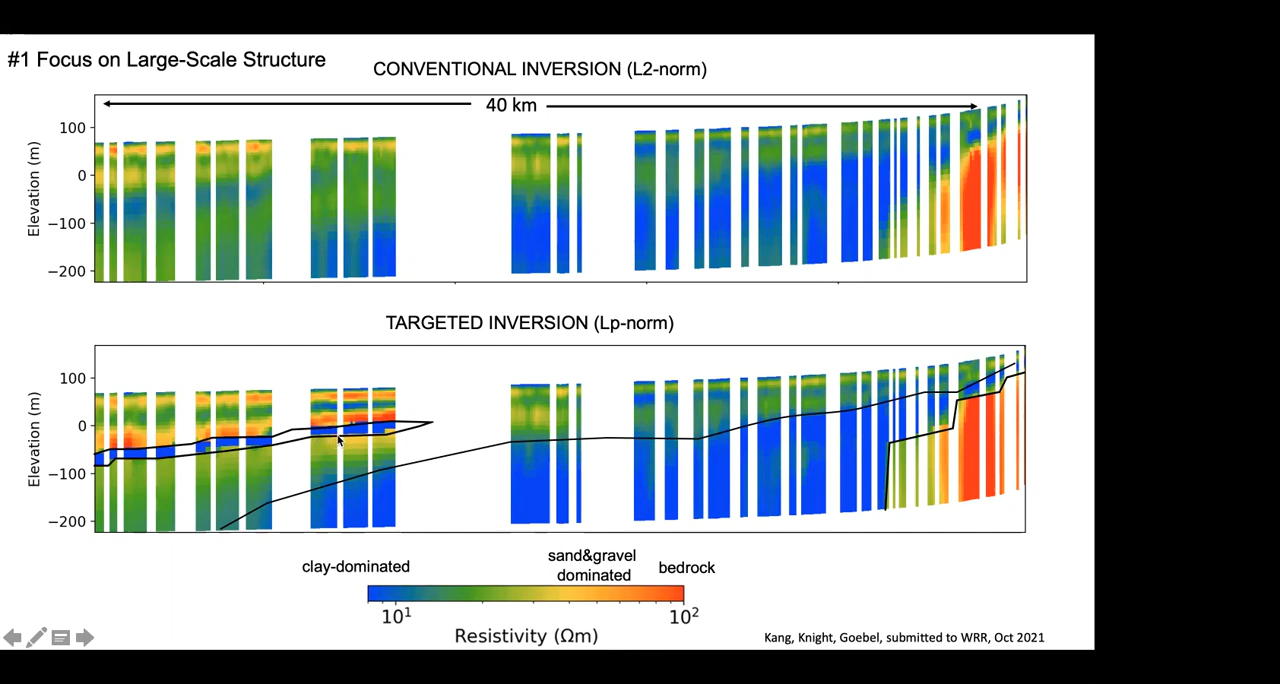 #1 Focus on Large-Scale Structure
CONVENTIONAL INVERSION (L2-norm)
40 km
Elevation (m)
100
0
−100
−200
TARGETED INVERSION (Lp-norm)
Elevation (m)
100
0
−100
−200
clay-dominated
sand&gravel
dominated
bedrock
10¹
10²
Resistivity (Ωm)
Kang, Knight, Goebel, submitted to WRR, Oct 2021